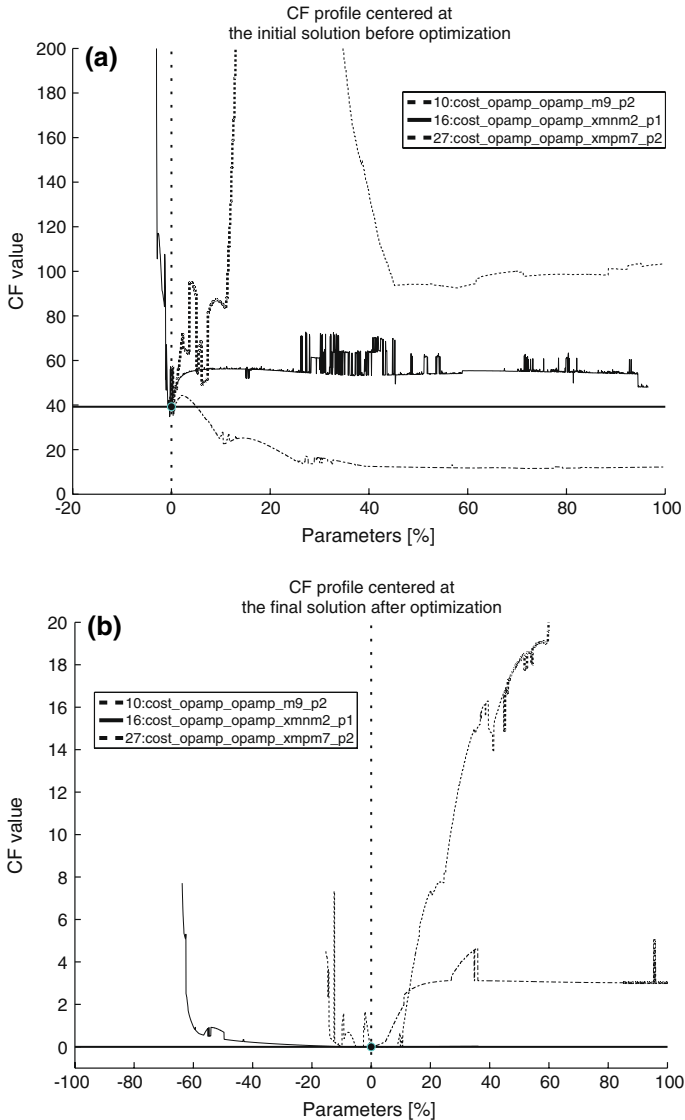 CF profile centered at
the initial solution before optimization
(a)
200
180
160
140
120
100
80
60
40
20
0
CF value
10:cost_opamp_opamp_m9_p2
16:cost_opamp_opamp_xmnm2_p1
27:cost_opamp_opamp_xmpm7_p2
-20 0 20 40 60 80 100
Parameters [%]
CF profile centered at
the final solution after optimization
(b)
20
18
16
14
12
10
8
6
4
2
0
CF value
10:cost_opamp_opamp_m9_p2
16:cost_opamp_opamp_xmnm2_p1
27:cost_opamp_opamp_xmpm7_p2
-100 -80 -60 -40 -20 0 20 40 60 80 100
Parameters [%]